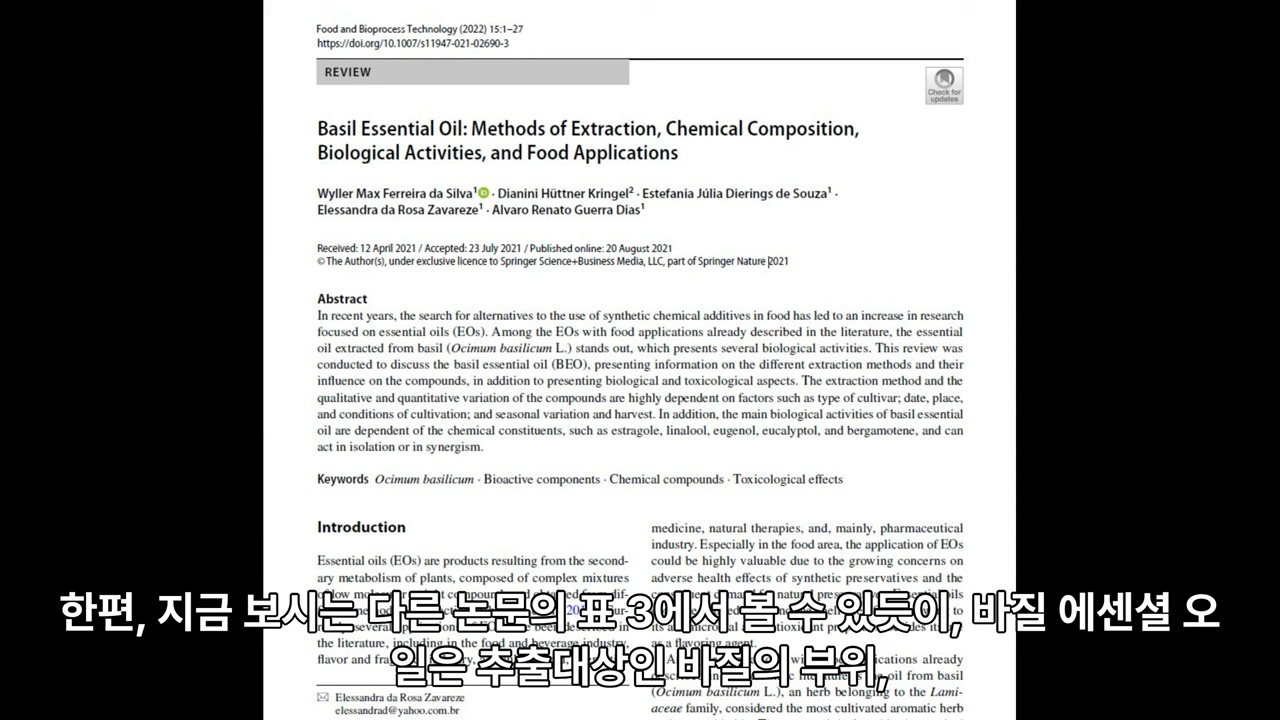 Food and Bioprocess Technology (2022) 15:1–27
https://doi.org/10.1007/s11947-021-02690-3
REVIEW
Check for
updates
Basil Essential Oil: Methods of Extraction, Chemical Composition,
Biological Activities, and Food Applications
Wyller Max Ferreira da Silva1 · Dianini Hüttner Kringel2 · Estefania Júlia Dierings de Souza1 ·
Elessandra da Rosa Zavareze1 · Alvaro Renato Guerra Dias1
Received: 12 April 2021 / Accepted: 23 July 2021 / Published online: 20 August 2021
© The Author(s), under exclusive licence to Springer Science+Business Media, LLC, part of Springer Nature 2021
Abstract
In recent years, the search for alternatives to the use of synthetic chemical additives in food has led to an increase in research
focused on essential oils (EOs). Among the EOs with food applications already described in the literature, the essential
oil extracted from basil (Ocimum basilicum L.) stands out, which presents several biological activities. This review was
conducted to discuss the basil essential oil (BEO), presenting information on the different extraction methods and their
influence on the compounds, in addition to presenting biological and toxicological aspects. The extraction method and the
qualitative and quantitative variation of the compounds are highly dependent on factors such as type of cultivar; date, place,
and conditions of cultivation; and seasonal variation and harvest. In addition, the main biological activities of basil essential
oil are dependent of the chemical constituents, such as estragole, linalool, eugenol, eucalyptol, and bergamotene, and can
act in isolation or in synergism.
Keywords Ocimum basilicum · Bioactive components · Chemical compounds · Toxicological effects
Introduction
Essential oils (EOs) are products resulting from the second-
ary metabolism of plants, composed of complex mixtures
the literature, including in the food and beverage industry,
flavor and
Elessandra da Rosa Zavareze
elessandrad@yahoo.com.br
medicine, natural therapies, and, mainly, pharmaceutical
industry. Especially in the food area, the application of EOs
could be highly valuable due to the growing concerns on
adverse health effects of synthetic preservatives and the
as a flavoring agent.
already
oil from basil
(Ocimum basilicum L.), an herb belonging to the Lami-
aceae family, considered the most cultivated aromatic herb
한편, 지금 보시는 다른 논문의 표 3에서 볼 수 있듯이, 바질 에센셜 오
일은 추출대상인 바질의 부위,